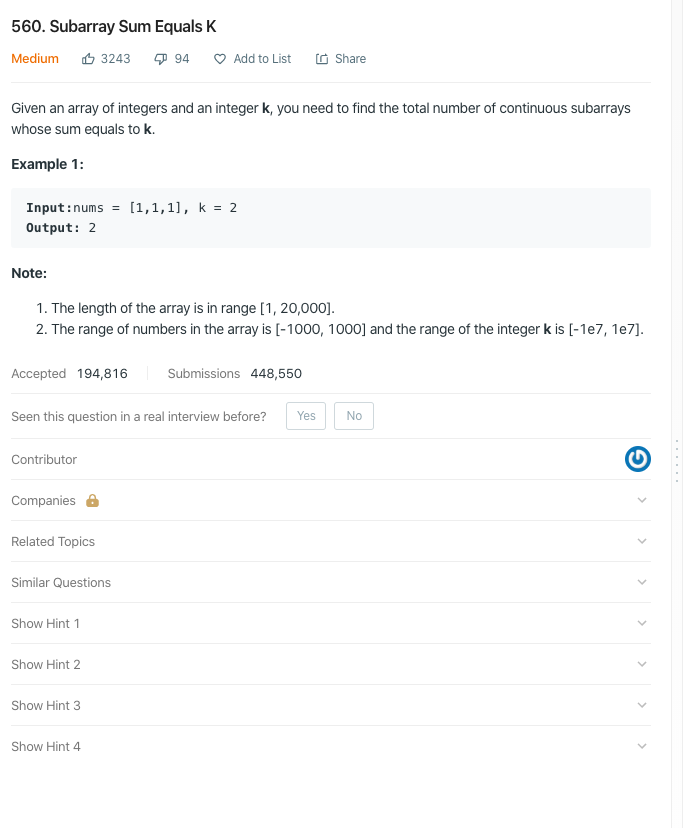 560. Subarray Sum Equals K
Medium 3243 94 Add to List Share
Given an array of integers and an integer k, you need to find the total number of continuous subarrays
whose sum equals to k.
Example 1:
Input:nums = [1,1,1], k = 2
Output: 2
Note:
1. The length of the array is in range [1, 20,000].
2. The range of numbers in the array is [-1000, 1000] and the range of the integer k is [-1e7, 1e7].
Accepted 194,816 Submissions 448,550
Seen this question in a real interview before? Yes No
Contributor
Companies
Related Topics
Similar Questions
Show Hint 1
Show Hint 2
Show Hint 3
Show Hint 4